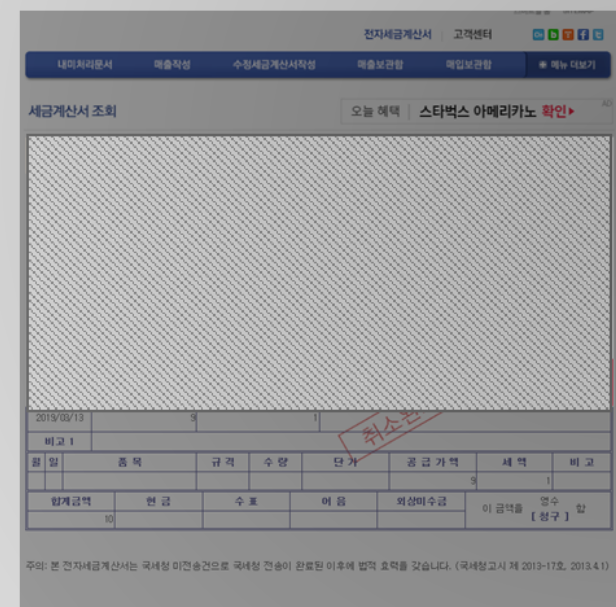 전자세금계산서 고객센터
내미처리문서 매출작성 수정세금계산서작성 매출보관함 매입보관함 ※ 메뉴 더보기
세금계산서 조회
오늘 혜택 스타벅스 아메리카노 확인▶ AD
2019/03/13 9 1
비고 1
월 일 품 목 규 격 수 량 단 가 공 급 가 액 세 액 비 고
9 1
합계금액 현 금 수 표 어 음 외상미수금 이 금액을 영수 함
10 [ 청구 ]
주의: 본 전자세금계산서는 국세청 미전송건으로 국세청 전송이 완료된 이후에 법적 효력을 갖습니다. (국세청고시 제 2013-17호, 2013.4.1)